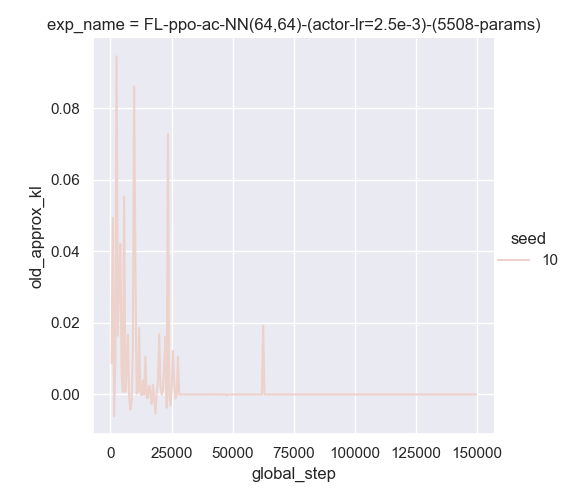 exp_name = FL-ppo-ac-NN(64,64)-(actor-lr=2.5e-3)-(5508-params)
0.08
0.06
0.04
0.02
0.00
old_approx_kl
seed
10
0 25000 50000 75000 100000 125000 150000
global_step